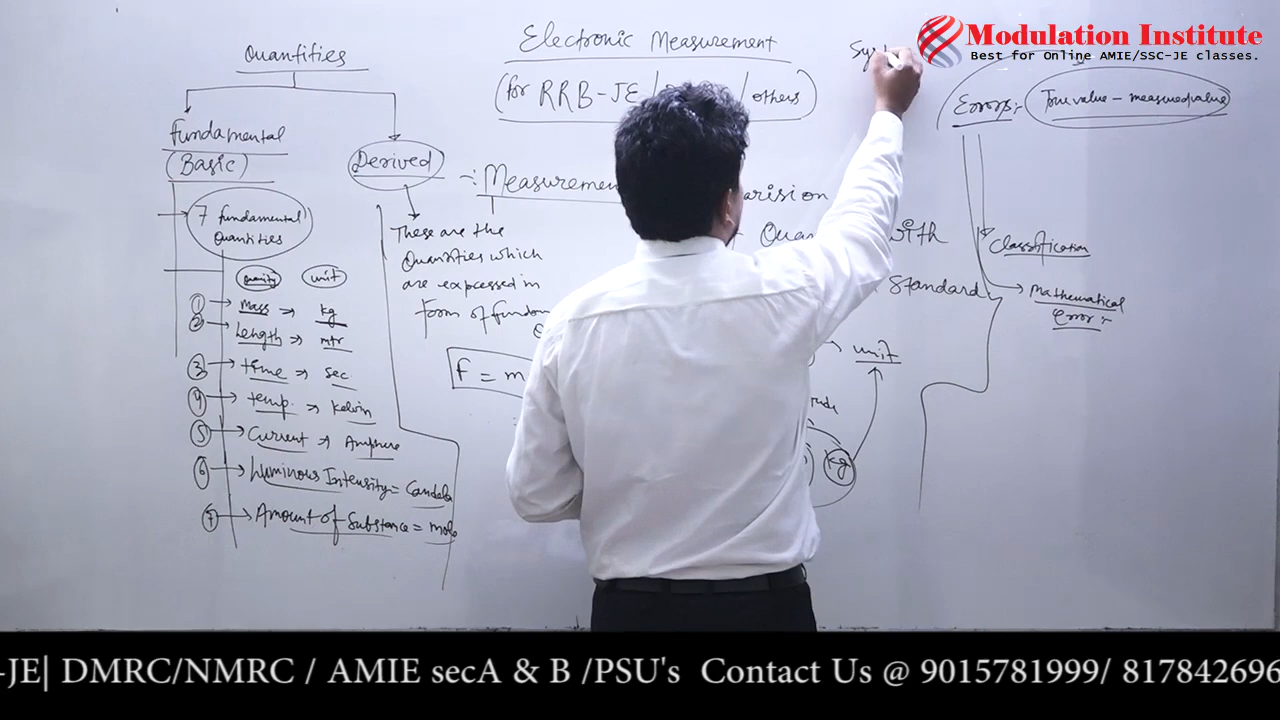 Modulation Institute
Best for Online AMIE/SSC-JE classes.
Electronic Measurement
(for RRB-JE / / others)
Quantities
Fundamental
(Basic)
7 fundamental
Quantities
Quantity unit
① Mass → kg
② Length → mtr
③ time → sec
④ temp. → Kelvin
⑤ Current → Amphere
⑥ Luminous Intensity = Candela
⑦ Amount of Substance = mole
Derived
These are the
Quantities which
are expressed in
form of
F = m
Measuremen
arision
with
Standard
unit
kg
Errors:- True value - measured value
Classification
Mathematical
Error:-
-JE| DMRC/NMRC / AMIE secA & B /PSU's Contact Us @ 9015781999/ 817842696